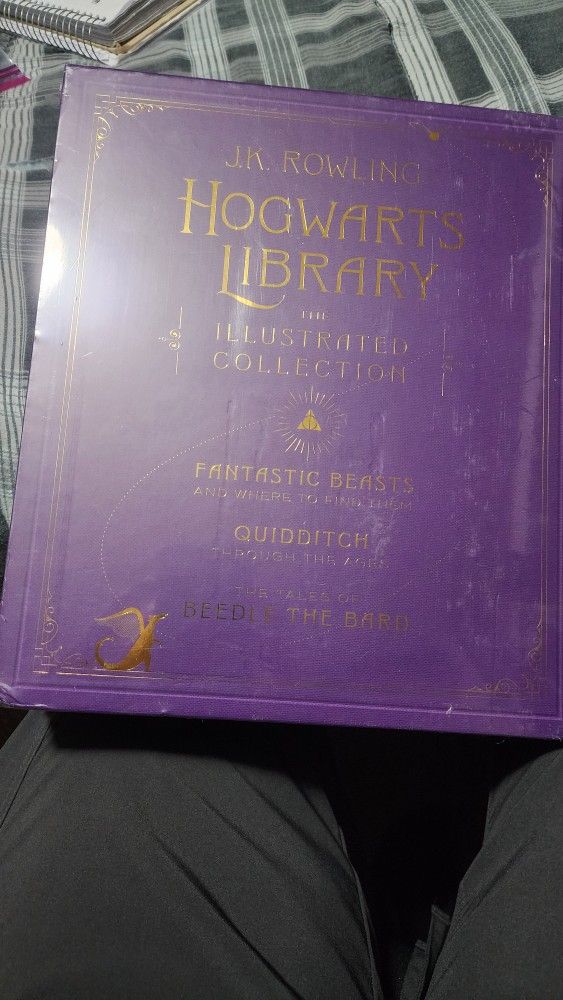 J.K. ROWLING
HOGWARTS
LIBRARY
THE
ILLUSTRATED
COLLECTION
FANTASTIC BEASTS
AND WHERE TO FIND THEM
QUIDDITCH
THROUGH THE AGES
THE TALES OF
BEEDLE THE BARD